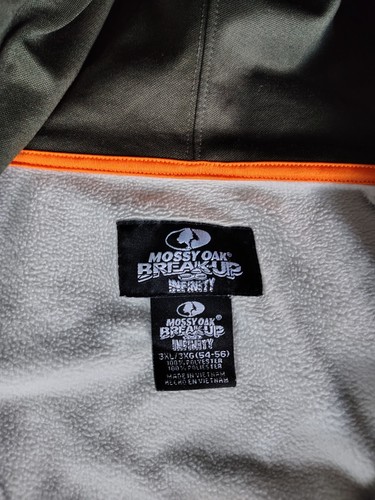 MOSSY OAK®
BREAK-UP
INFINITY
MOSSY OAK
BREAK-UP®
INFINITY
3XL/3XG(54-56)
100% POLYESTER
100% POLIESTER
MADE IN VIETNAM
HECHO EN VIETNAM